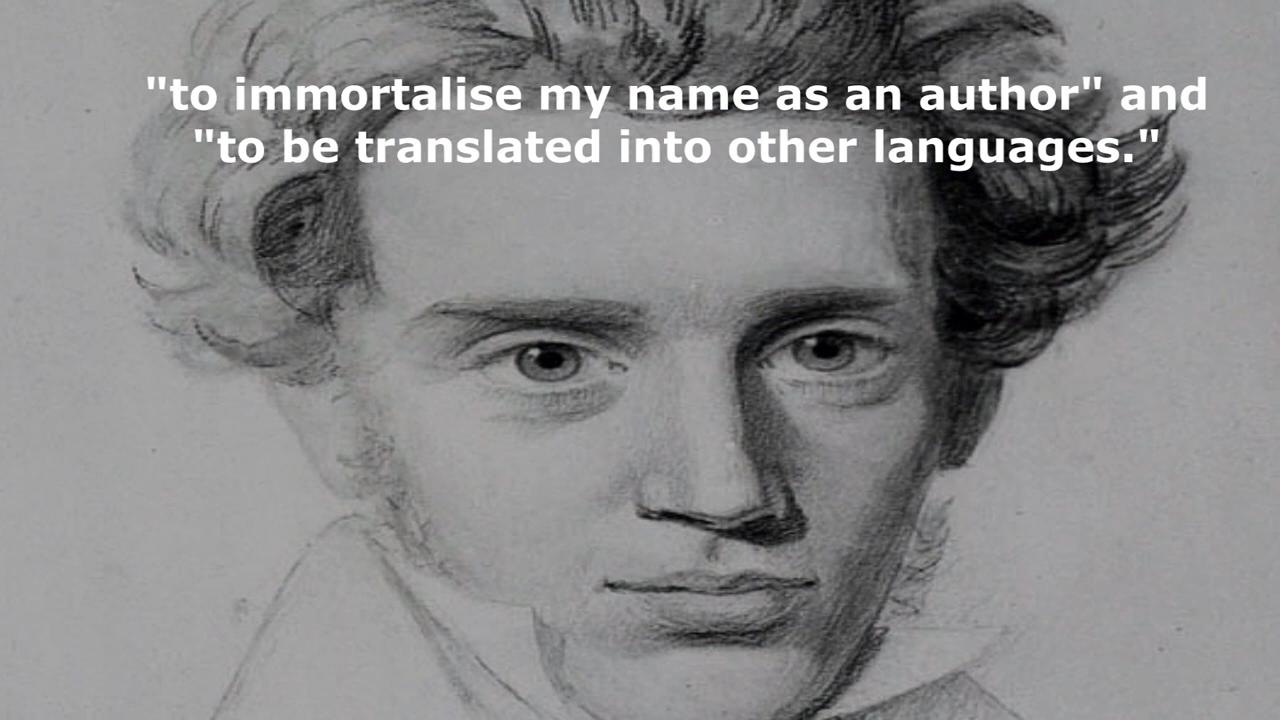 "to immortalise my name as an author" and
"to be translated into other languages."